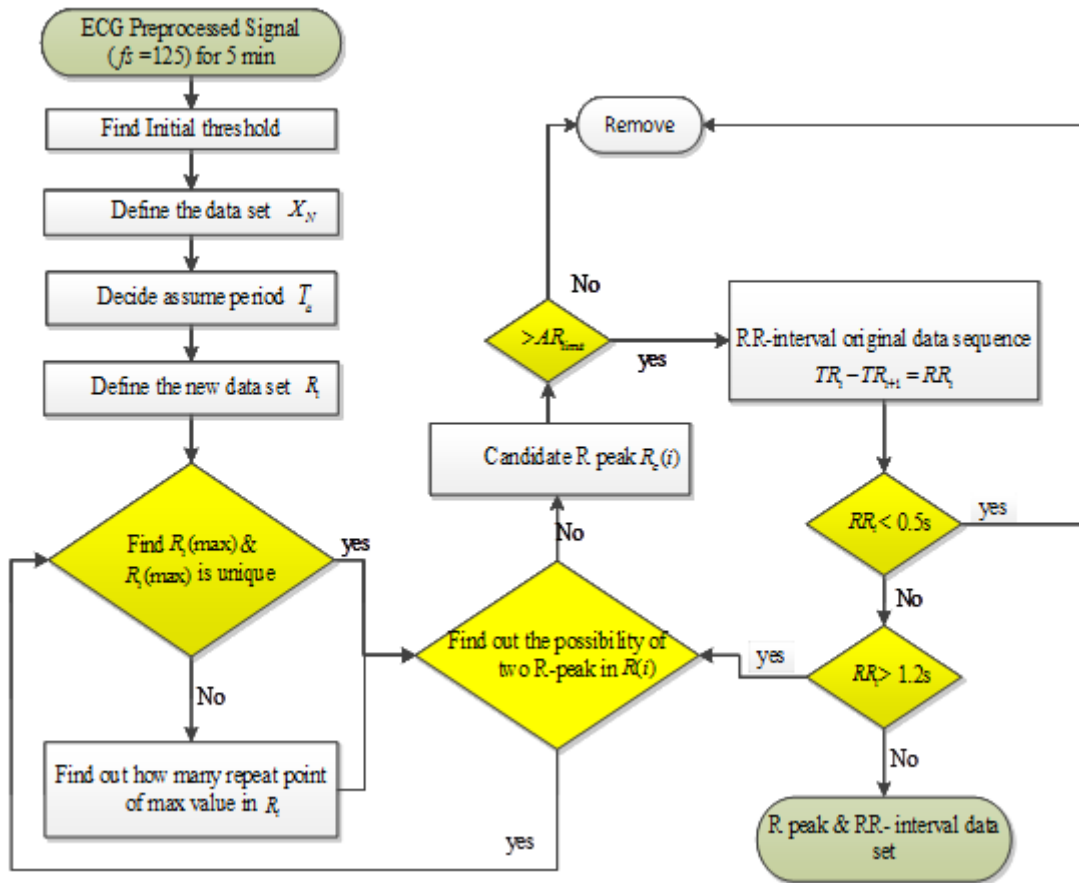 ECG Preprocessed Signal
( fs =125) for 5 min
Find Initial threshold
Define the data set X_N
Decide assume period T_a
Define the new data set R_i
Find R_i(max) &
R_i(max) is unique
yes
No
Find out how many repeat point
of max value in R_i
Find out the possibility of
two R-peak in R(i)
yes
No
Candidate R peak R_c(i)
>AR_limit
No
yes
Remove
RR-interval original data sequence
TR_i − TR_{i+1} = RR_i
RR_i < 0.5s
yes
No
RR_i > 1.2s
yes
No
R peak & RR- interval data
set